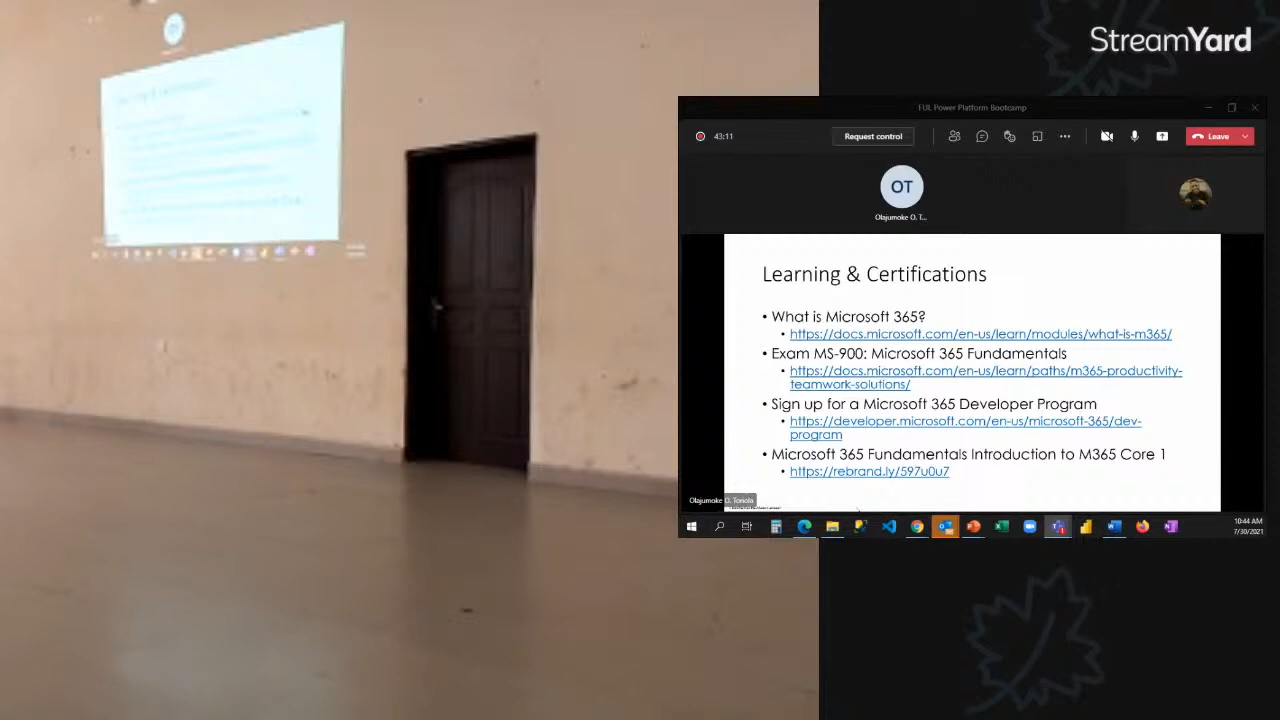 StreamYard
FUL Power Platform Bootcamp
43:11
Request control
Leave
OT
Olajumoke O. T...
Learning & Certifications
• What is Microsoft 365?
• https://docs.microsoft.com/en-us/learn/modules/what-is-m365/
• Exam MS-900: Microsoft 365 Fundamentals
• https://docs.microsoft.com/en-us/learn/paths/m365-productivity-
teamwork-solutions/
• Sign up for a Microsoft 365 Developer Program
• https://developer.microsoft.com/en-us/microsoft-365/dev-
program
• Microsoft 365 Fundamentals Introduction to M365 Core 1
• https://rebrand.ly/597u0u7
Olajumoke O. Toriola
10:44 AM
7/30/2021
OT